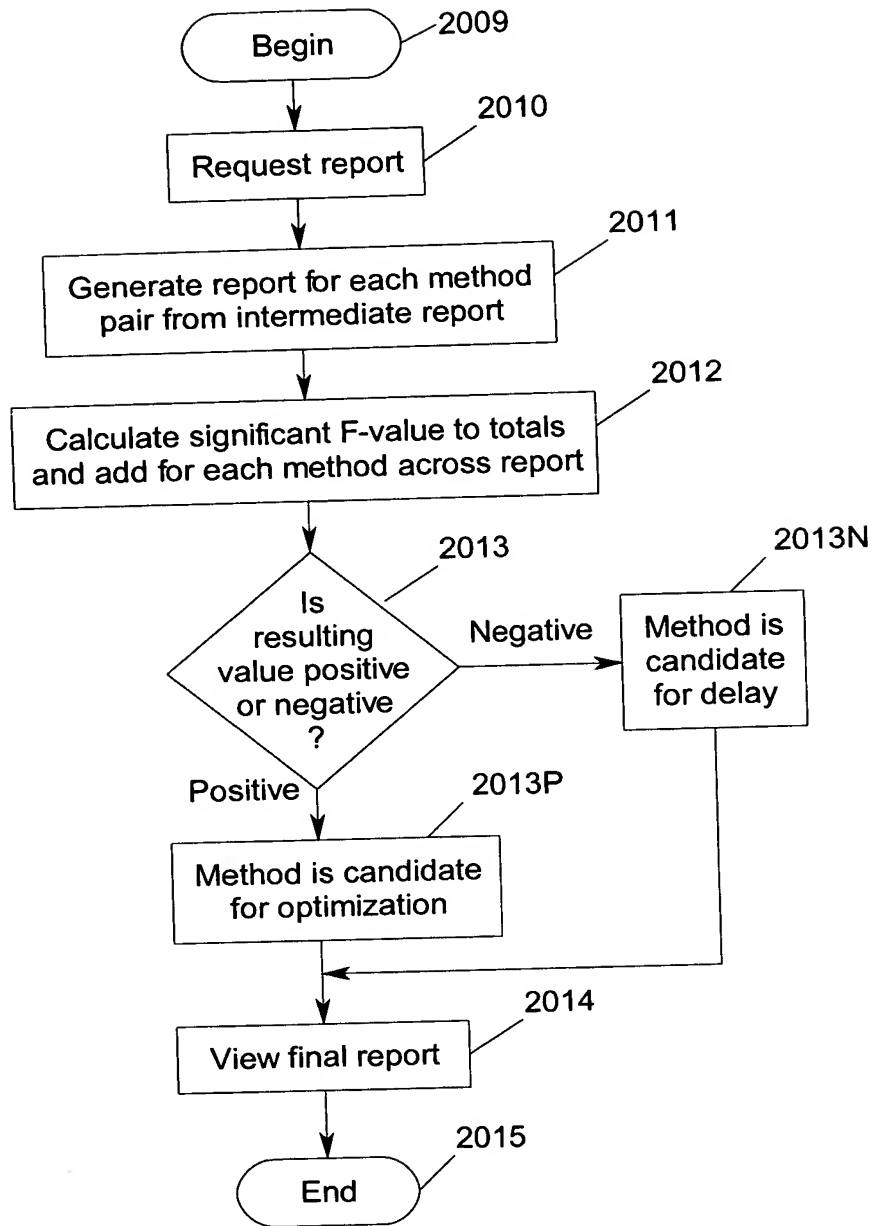 Begin
2009
2010
Request report
2011
Generate report for each method
pair from intermediate report
2012
Calculate significant F-value to totals
and add for each method across report
2013
2013N
Is
resulting
value positive
or negative
?
Negative
Method is
candidate
for delay
Positive
2013P
Method is candidate
for optimization
2014
View final report
2015
End